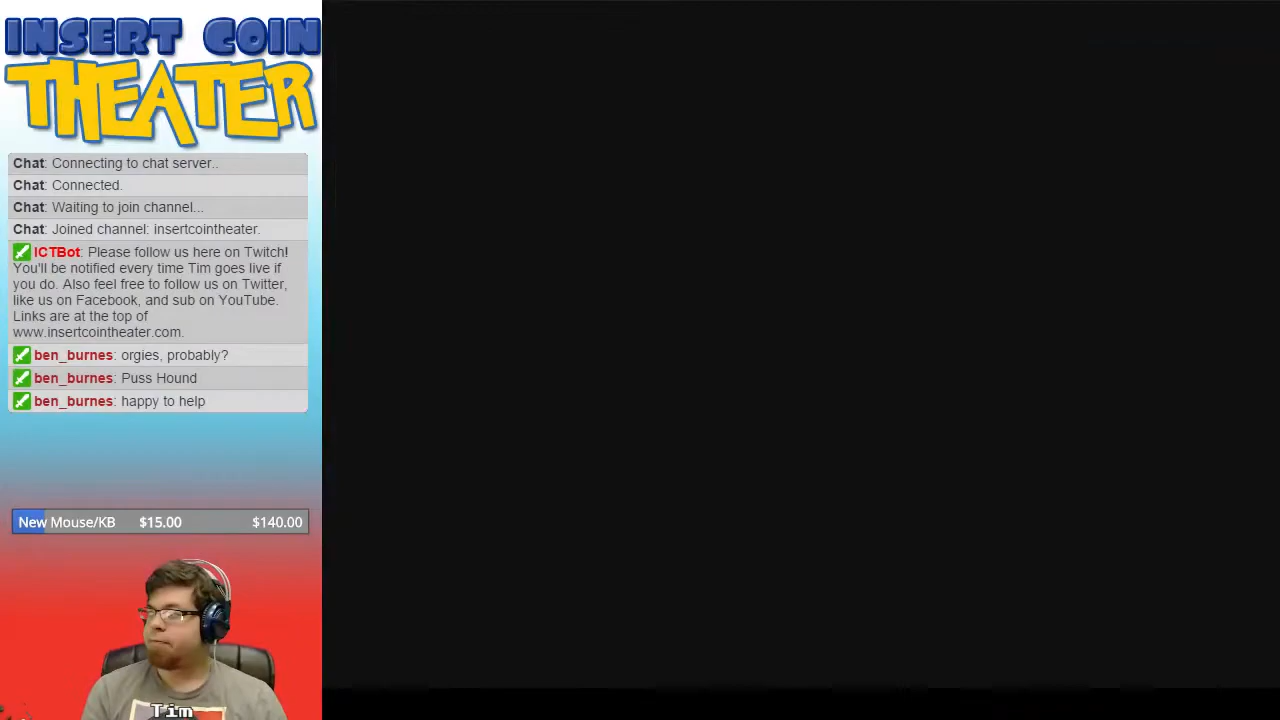 INSERT COIN
THEATER
Chat: Connecting to chat server..
Chat: Connected.
Chat: Waiting to join channel...
Chat: Joined channel: insertcointheater.
ICTBot: Please follow us here on Twitch!
You'll be notified every time Tim goes live if
you do. Also feel free to follow us on Twitter,
like us on Facebook, and sub on YouTube.
Links are at the top of
www.insertcointheater.com.
ben_burnes: orgies, probably?
ben_burnes: Puss Hound
ben_burnes: happy to help
New Mouse/KB $15.00 $140.00
Tim